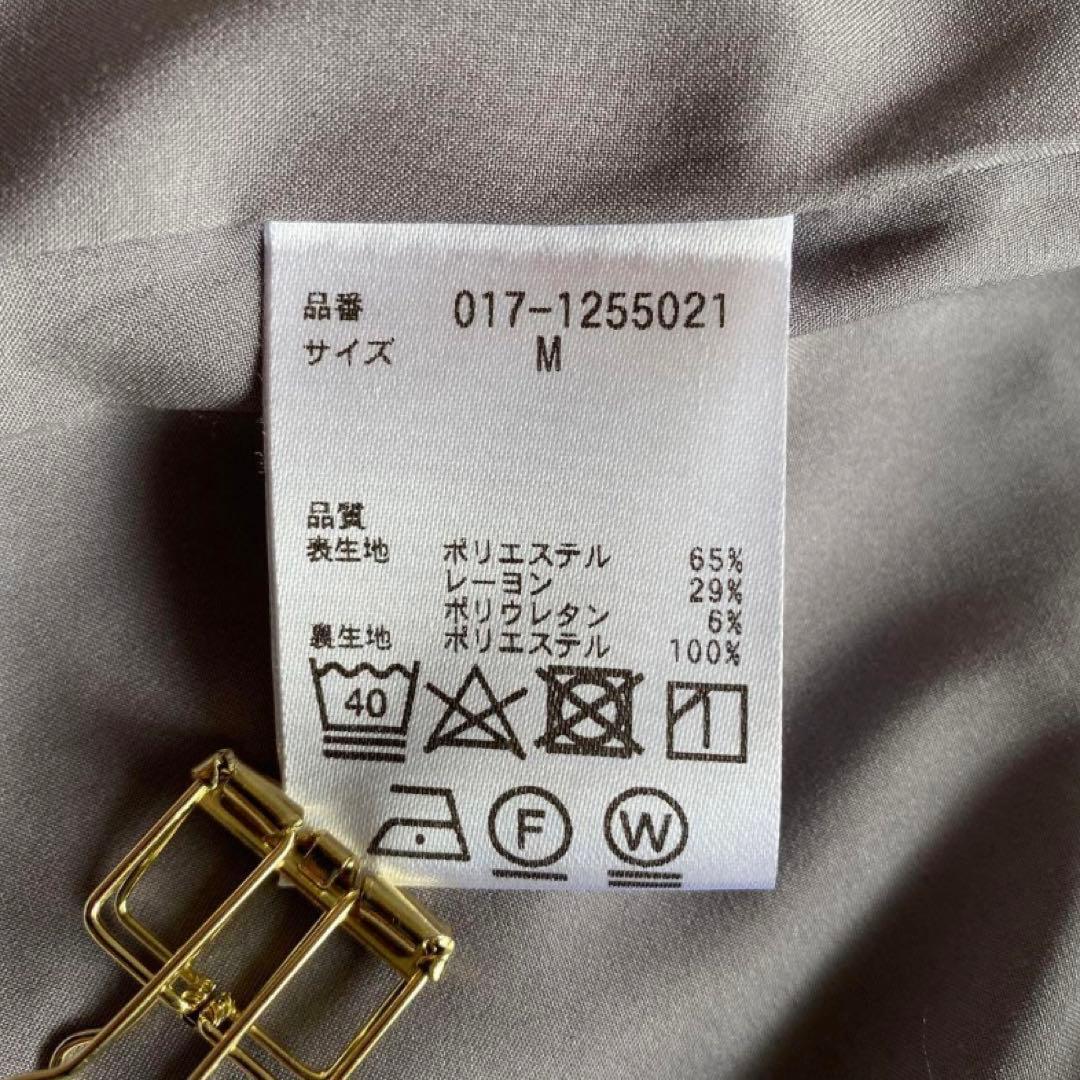 品番 017-1255021
サイズ M
品質
表生地 ポリエステル 65%
レーヨン 29%
ポリウレタン 6%
裏生地 ポリエステル 100%
40
F W